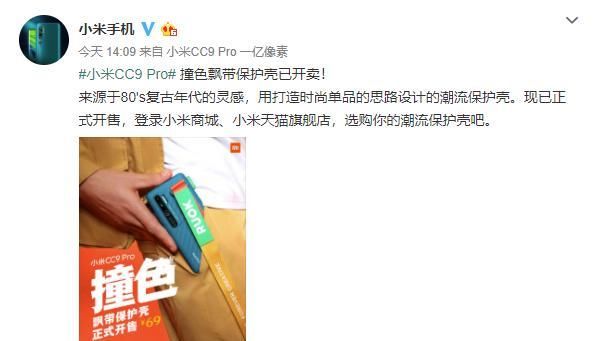 小米手机
今天 14:09 来自 小米CC9 Pro 一亿像素
#小米CC9 Pro# 撞色飘带保护壳已开卖！
来源于80's复古年代的灵感，用打造时尚单品的思路设计的潮流保护壳。现已正
式开售，登录小米商城、小米天猫旗舰店，选购你的潮流保护壳吧。
RUOK
小米CC9 Pro
撞色
飘带保护壳
正式开售 ¥69